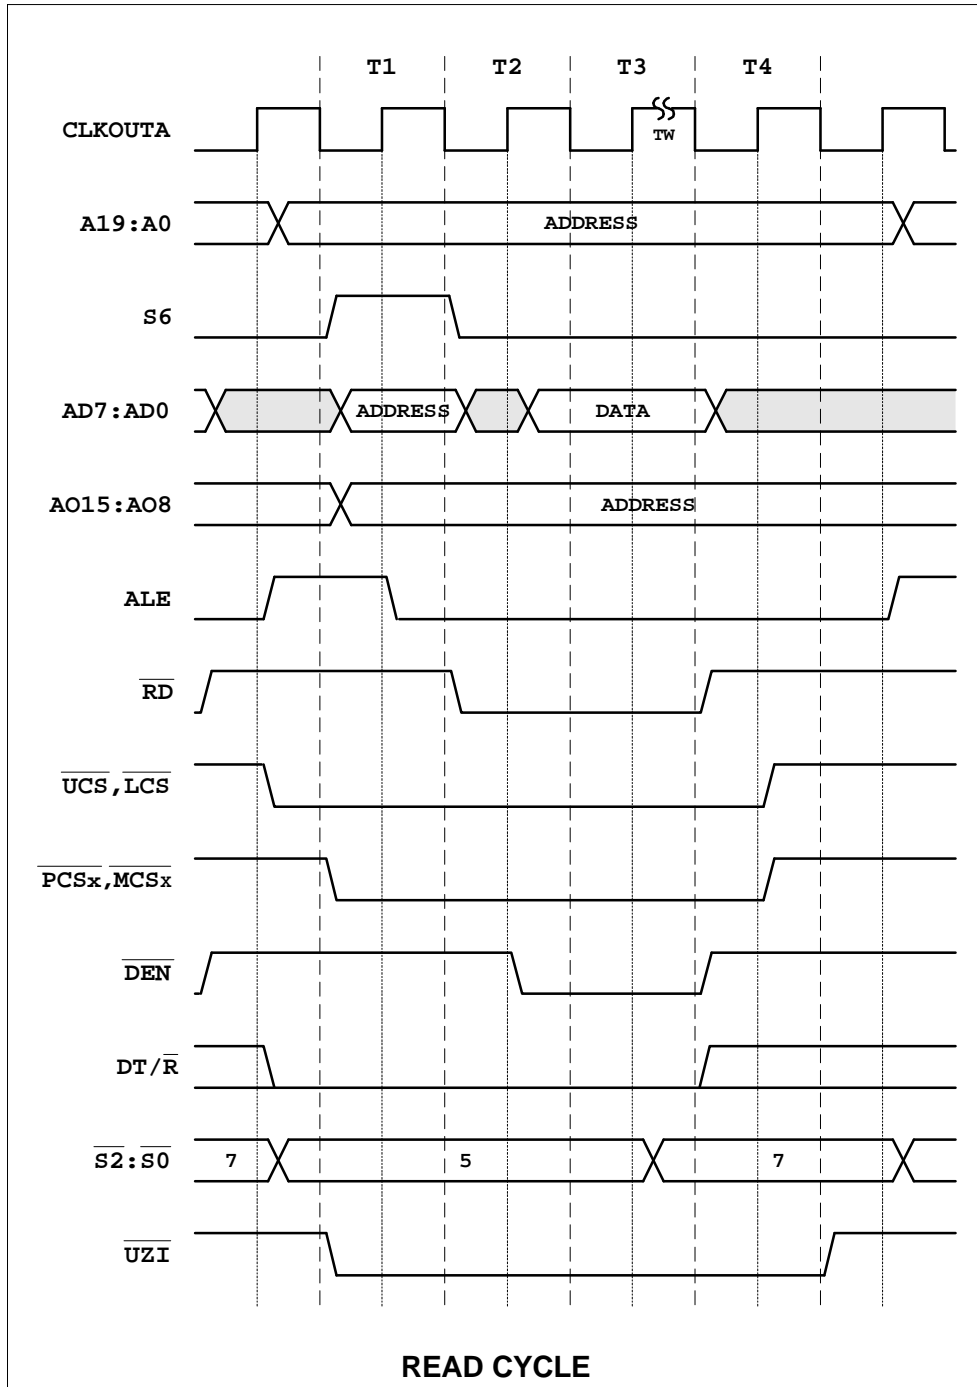 T1 T2 T3 T4
CLKOUTA TW
A19:A0 ADDRESS
S6
AD7:AD0 ADDRESS DATA
AO15:AO8 ADDRESS
ALE
RD
UCS,LCS
PCSx,MCSx
DEN
DT/R
S2:S0 7 5 7
UZI
READ CYCLE